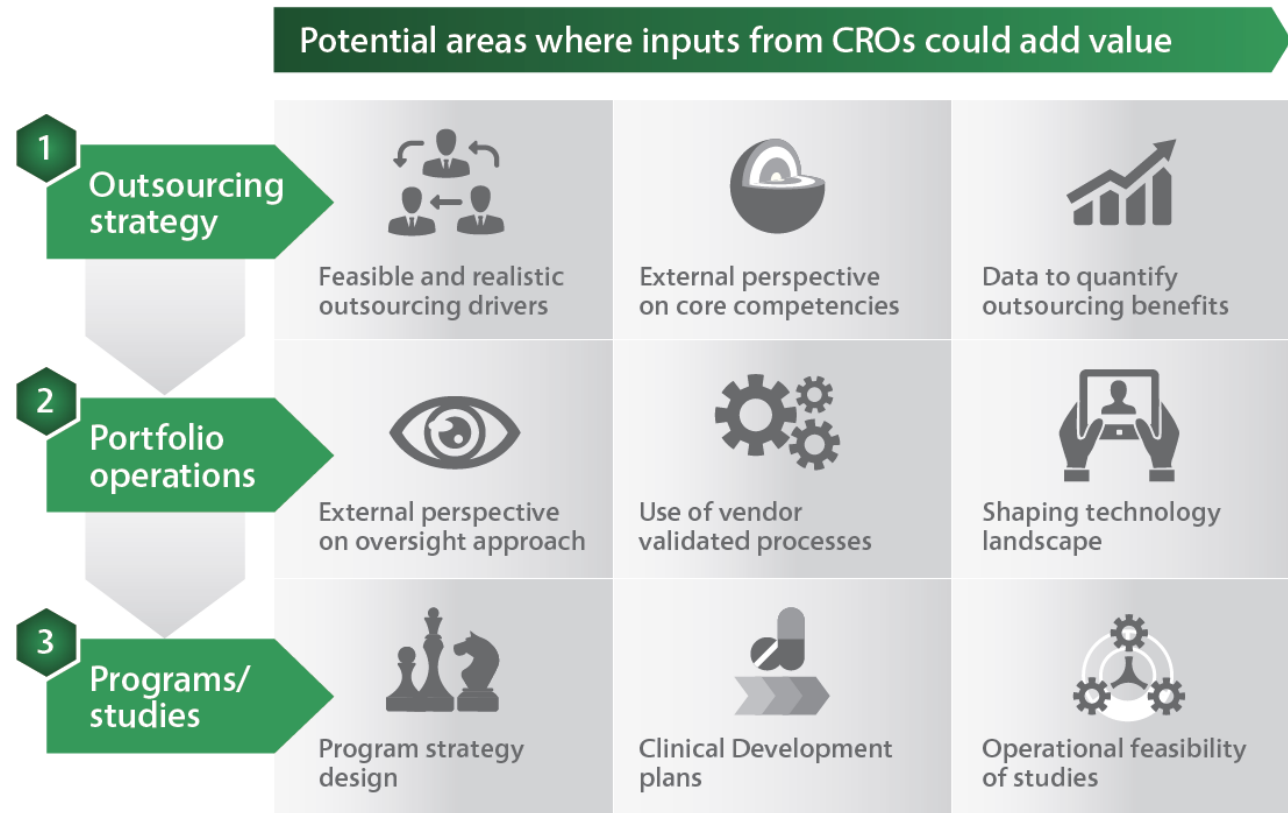 Potential areas where inputs from CROs could add value
1
Outsourcing
strategy
Feasible and realistic
outsourcing drivers
External perspective
on core competencies
Data to quantify
outsourcing benefits
2
Portfolio
operations
External perspective
on oversight approach
Use of vendor
validated processes
Shaping technology
landscape
3
Programs/
studies
Program strategy
design
Clinical Development
plans
Operational feasibility
of studies